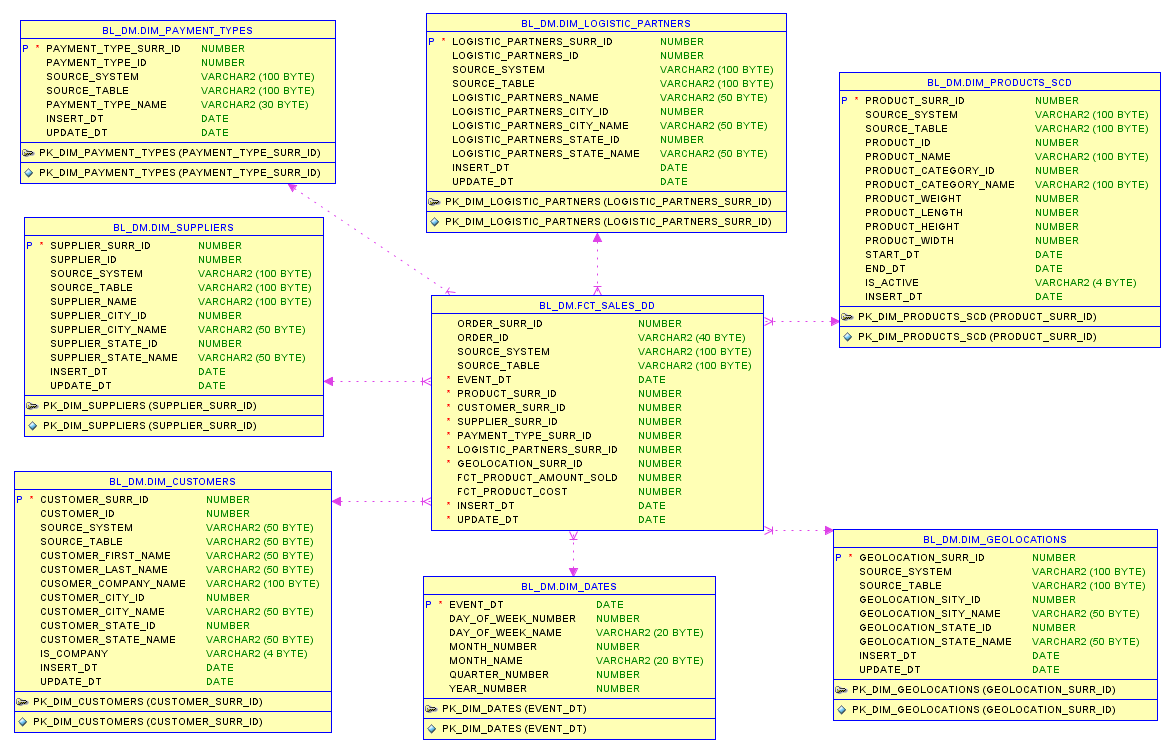 BL_DM.DIM_PAYMENT_TYPES
P * PAYMENT_TYPE_SURR_ID NUMBER
PAYMENT_TYPE_ID NUMBER
SOURCE_SYSTEM VARCHAR2 (100 BYTE)
SOURCE_TABLE VARCHAR2 (100 BYTE)
PAYMENT_TYPE_NAME VARCHAR2 (30 BYTE)
INSERT_DT DATE
UPDATE_DT DATE
PK_DIM_PAYMENT_TYPES (PAYMENT_TYPE_SURR_ID)
PK_DIM_PAYMENT_TYPES (PAYMENT_TYPE_SURR_ID)
BL_DM.DIM_LOGISTIC_PARTNERS
P * LOGISTIC_PARTNERS_SURR_ID NUMBER
LOGISTIC_PARTNERS_ID NUMBER
SOURCE_SYSTEM VARCHAR2 (100 BYTE)
SOURCE_TABLE VARCHAR2 (100 BYTE)
LOGISTIC_PARTNERS_NAME VARCHAR2 (50 BYTE)
LOGISTIC_PARTNERS_CITY_ID NUMBER
LOGISTIC_PARTNERS_CITY_NAME VARCHAR2 (50 BYTE)
LOGISTIC_PARTNERS_STATE_ID NUMBER
LOGISTIC_PARTNERS_STATE_NAME VARCHAR2 (50 BYTE)
INSERT_DT DATE
UPDATE_DT DATE
PK_DIM_LOGISTIC_PARTNERS (LOGISTIC_PARTNERS_SURR_ID)
PK_DIM_LOGISTIC_PARTNERS (LOGISTIC_PARTNERS_SURR_ID)
BL_DM.DIM_PRODUCTS_SCD
P * PRODUCT_SURR_ID NUMBER
SOURCE_SYSTEM VARCHAR2 (100 BYTE)
SOURCE_TABLE VARCHAR2 (100 BYTE)
PRODUCT_ID NUMBER
PRODUCT_NAME VARCHAR2 (100 BYTE)
PRODUCT_CATEGORY_ID NUMBER
PRODUCT_CATEGORY_NAME VARCHAR2 (100 BYTE)
PRODUCT_WEIGHT NUMBER
PRODUCT_LENGTH NUMBER
PRODUCT_HEIGHT NUMBER
PRODUCT_WIDTH NUMBER
START_DT DATE
END_DT DATE
IS_ACTIVE VARCHAR2 (4 BYTE)
INSERT_DT DATE
PK_DIM_PRODUCTS_SCD (PRODUCT_SURR_ID)
PK_DIM_PRODUCTS_SCD (PRODUCT_SURR_ID)
BL_DM.DIM_SUPPLIERS
P * SUPPLIER_SURR_ID NUMBER
SUPPLIER_ID NUMBER
SOURCE_SYSTEM VARCHAR2 (100 BYTE)
SOURCE_TABLE VARCHAR2 (100 BYTE)
SUPPLIER_NAME VARCHAR2 (100 BYTE)
SUPPLIER_CITY_ID NUMBER
SUPPLIER_CITY_NAME VARCHAR2 (50 BYTE)
SUPPLIER_STATE_ID NUMBER
SUPPLIER_STATE_NAME VARCHAR2 (50 BYTE)
INSERT_DT DATE
UPDATE_DT DATE
PK_DIM_SUPPLIERS (SUPPLIER_SURR_ID)
PK_DIM_SUPPLIERS (SUPPLIER_SURR_ID)
BL_DM.FCT_SALES_DD
ORDER_SURR_ID NUMBER
ORDER_ID VARCHAR2 (40 BYTE)
SOURCE_SYSTEM VARCHAR2 (100 BYTE)
SOURCE_TABLE VARCHAR2 (100 BYTE)
* EVENT_DT DATE
* PRODUCT_SURR_ID NUMBER
* CUSTOMER_SURR_ID NUMBER
* SUPPLIER_SURR_ID NUMBER
* PAYMENT_TYPE_SURR_ID NUMBER
* LOGISTIC_PARTNERS_SURR_ID NUMBER
* GEOLOCATION_SURR_ID NUMBER
FCT_PRODUCT_AMOUNT_SOLD NUMBER
FCT_PRODUCT_COST NUMBER
* INSERT_DT DATE
* UPDATE_DT DATE
BL_DM.DIM_CUSTOMERS
P * CUSTOMER_SURR_ID NUMBER
CUSTOMER_ID NUMBER
SOURCE_SYSTEM VARCHAR2 (50 BYTE)
SOURCE_TABLE VARCHAR2 (50 BYTE)
CUSTOMER_FIRST_NAME VARCHAR2 (50 BYTE)
CUSTOMER_LAST_NAME VARCHAR2 (50 BYTE)
CUSOMER_COMPANY_NAME VARCHAR2 (100 BYTE)
CUSTOMER_CITY_ID NUMBER
CUSTOMER_CITY_NAME VARCHAR2 (50 BYTE)
CUSTOMER_STATE_ID NUMBER
CUSTOMER_STATE_NAME VARCHAR2 (50 BYTE)
IS_COMPANY VARCHAR2 (4 BYTE)
INSERT_DT DATE
UPDATE_DT DATE
PK_DIM_CUSTOMERS (CUSTOMER_SURR_ID)
PK_DIM_CUSTOMERS (CUSTOMER_SURR_ID)
BL_DM.DIM_DATES
P * EVENT_DT DATE
DAY_OF_WEEK_NUMBER NUMBER
DAY_OF_WEEK_NAME VARCHAR2 (20 BYTE)
MONTH_NUMBER NUMBER
MONTH_NAME VARCHAR2 (20 BYTE)
QUARTER_NUMBER NUMBER
YEAR_NUMBER NUMBER
PK_DIM_DATES (EVENT_DT)
PK_DIM_DATES (EVENT_DT)
BL_DM.DIM_GEOLOCATIONS
P * GEOLOCATION_SURR_ID NUMBER
SOURCE_SYSTEM VARCHAR2 (100 BYTE)
SOURCE_TABLE VARCHAR2 (100 BYTE)
GEOLOCATION_SITY_ID NUMBER
GEOLOCATION_SITY_NAME VARCHAR2 (50 BYTE)
GEOLOCATION_STATE_ID NUMBER
GEOLOCATION_STATE_NAME VARCHAR2 (50 BYTE)
INSERT_DT DATE
UPDATE_DT DATE
PK_DIM_GEOLOCATIONS (GEOLOCATION_SURR_ID)
PK_DIM_GEOLOCATIONS (GEOLOCATION_SURR_ID)